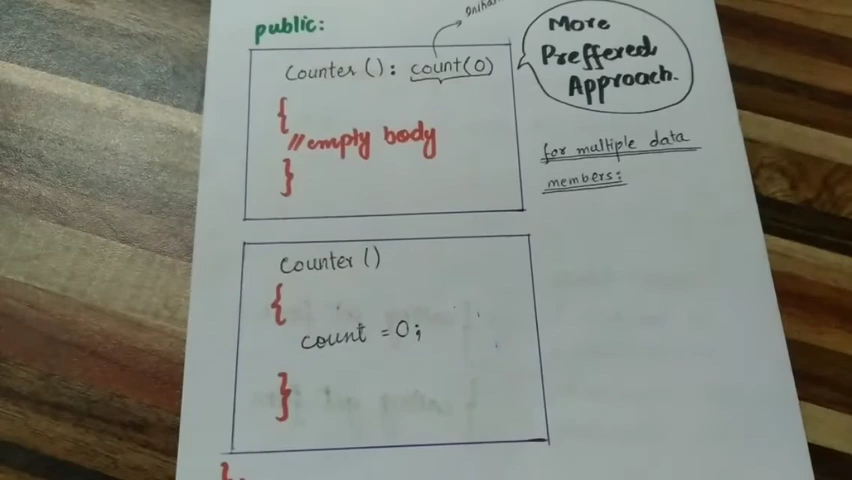 public:
Counter(): count(0)
{
//empty body
}
More
Preffered
Approach.
for multiple data
members:
Counter()
{
count = 0;
}
}